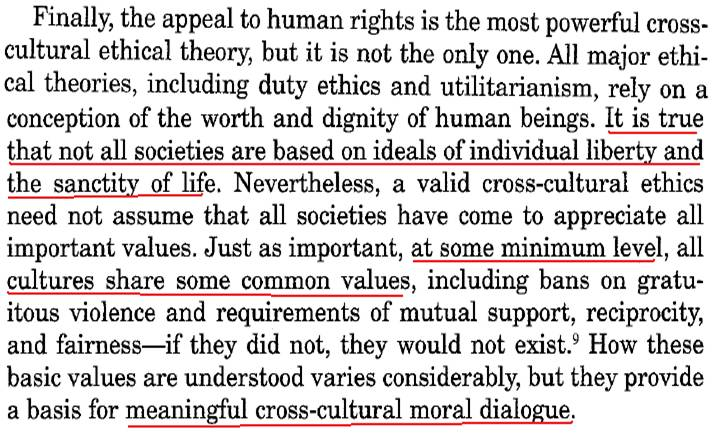 Finally, the appeal to human rights is the most powerful cross-
cultural ethical theory, but it is not the only one. All major ethi-
cal theories, including duty ethics and utilitarianism, rely on a
conception of the worth and dignity of human beings. It is true
that not all societies are based on ideals of individual liberty and
the sanctity of life. Nevertheless, a valid cross-cultural ethics
need not assume that all societies have come to appreciate all
important values. Just as important, at some minimum level, all
cultures share some common values, including bans on gratu-
itous violence and requirements of mutual support, reciprocity,
and fairness—if they did not, they would not exist.⁹ How these
basic values are understood varies considerably, but they provide
a basis for meaningful cross-cultural moral dialogue.